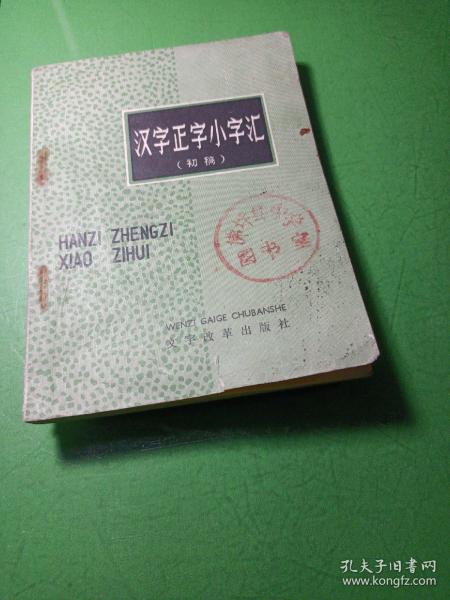 汉字正字小字汇
(初稿)
HANZI ZHENGZI
XIAO ZIHUI
图书室
WENZI GAIGE CHUBANSHE
文字改革出版社
孔夫子旧书网
www.kongfz.com